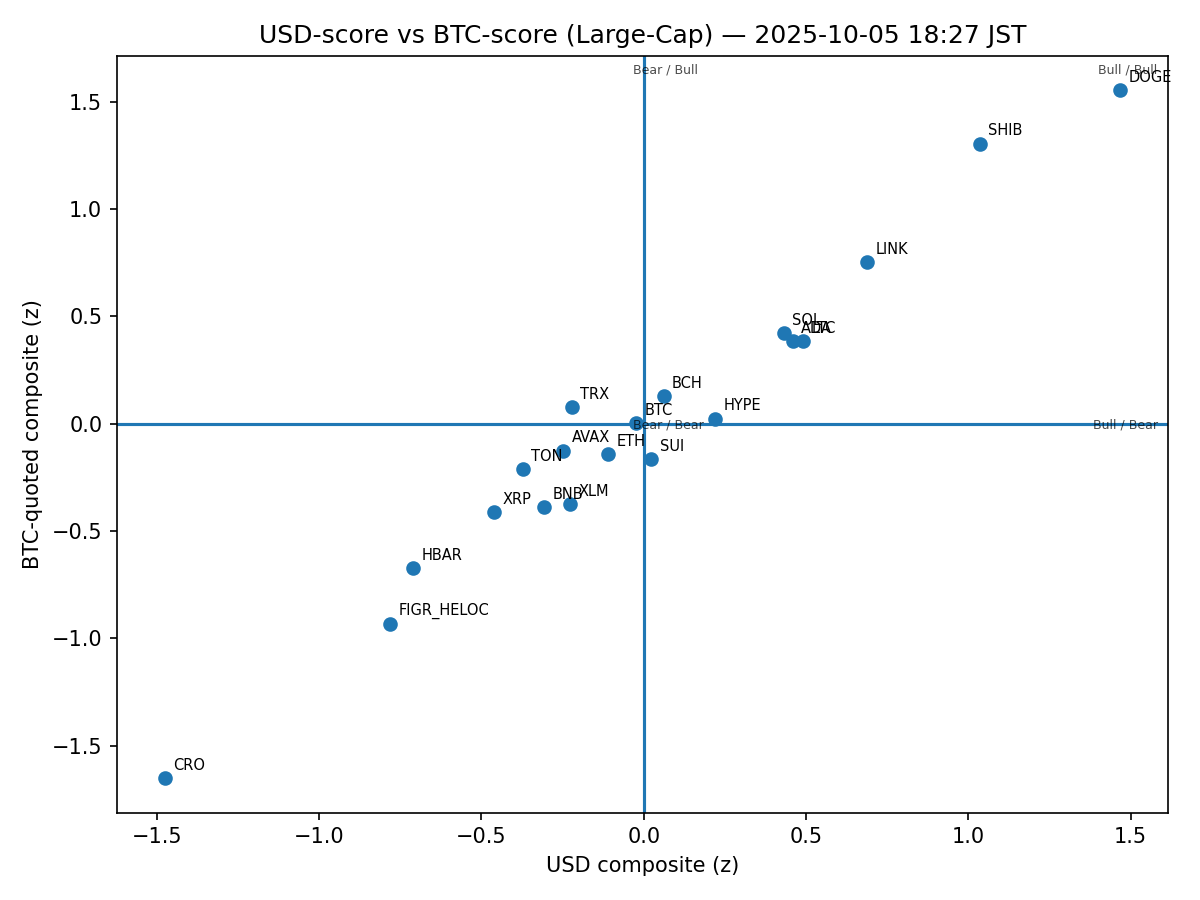 USD-score vs BTC-score (Large-Cap) — 2025-10-05 18:27 JST
Bear / Bull
Bull / Bull
DOGE
1.5
SHIB
1.0
LINK
0.5
SOL
ADA
LTC
BCH
TRX
HYPE
BTC
0.0
Bear / Bear
Bull / Bear
AVAX
ETH
SUI
TON
XRP
BNB
XLM
−0.5
HBAR
FIGR_HELOC
−1.0
CRO
−1.5
BTC-quoted composite (z)
−1.5
−1.0
−0.5
0.0
0.5
1.0
1.5
USD composite (z)